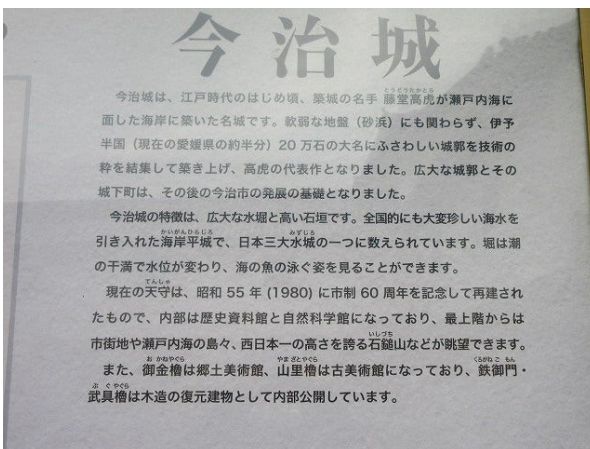 今治城
今治城は、江戸時代のはじめ頃、築城の名手 藤堂高虎が瀬戸内海に
面した海岸に築いた名城です。軟弱な地盤（砂浜）にも関わらず、伊予
半国（現在の愛媛県の約半分）20 万石の大名にふさわしい城郭を技術の
粋を結集して築き上げ、高虎の代表作となりました。広大な城郭とその
城下町は、その後の今治市の発展の基礎となりました。
今治城の特徴は、広大な水堀と高い石垣です。全国的にも大変珍しい海水を
引き入れた海岸平城で、日本三大水城の一つに数えられています。堀は潮
の干満で水位が変わり、海の魚の泳ぐ姿を見ることができます。
現在の天守は、昭和 55 年 (1980) に市制 60 周年を記念して再建され
たもので、内部は歴史資料館と自然科学館になっており、最上階からは
市街地や瀬戸内海の島々、西日本一の高さを誇る石鎚山などが眺望できます。
また、御金櫓は郷土美術館、山里櫓は古美術館になっており、鉄御門・
武具櫓は木造の復元建物として内部公開しています。